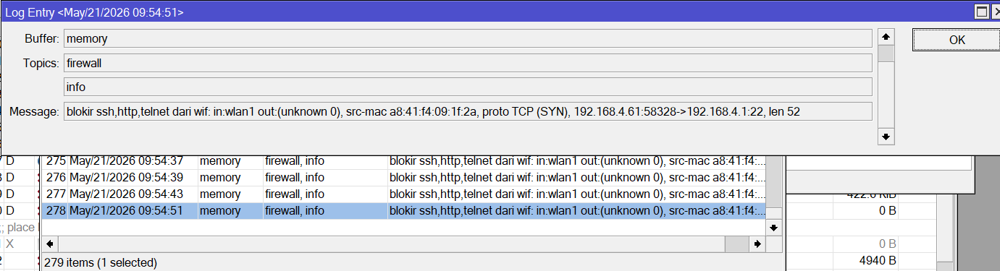 Log Entry <May/21/2026 09:54:51>
Buffer: memory
OK
Topics: firewall
info
Message: blokir ssh,http,telnet dari wif: in:wlan1 out:(unknown 0), src-mac a8:41:f4:09:1f:2a, proto TCP (SYN), 192.168.4.61:58328->192.168.4.1:22, len 52
D 275 May/21/2026 09:54:37 memory firewall, info blokir ssh,http,telnet dari wif: in:wlan1 out:(unknown 0), src-mac a8:41:f4:...
D 276 May/21/2026 09:54:39 memory firewall, info blokir ssh,http,telnet dari wif: in:wlan1 out:(unknown 0), src-mac a8:41:f4:...
D 277 May/21/2026 09:54:43 memory firewall, info blokir ssh,http,telnet dari wif: in:wlan1 out:(unknown 0), src-mac a8:41:f4:...
D 278 May/21/2026 09:54:51 memory firewall, info blokir ssh,http,telnet dari wif: in:wlan1 out:(unknown 0), src-mac a8:41:f4:... 0 B
;; place
X 0 B
279 items (1 selected) 4940 B